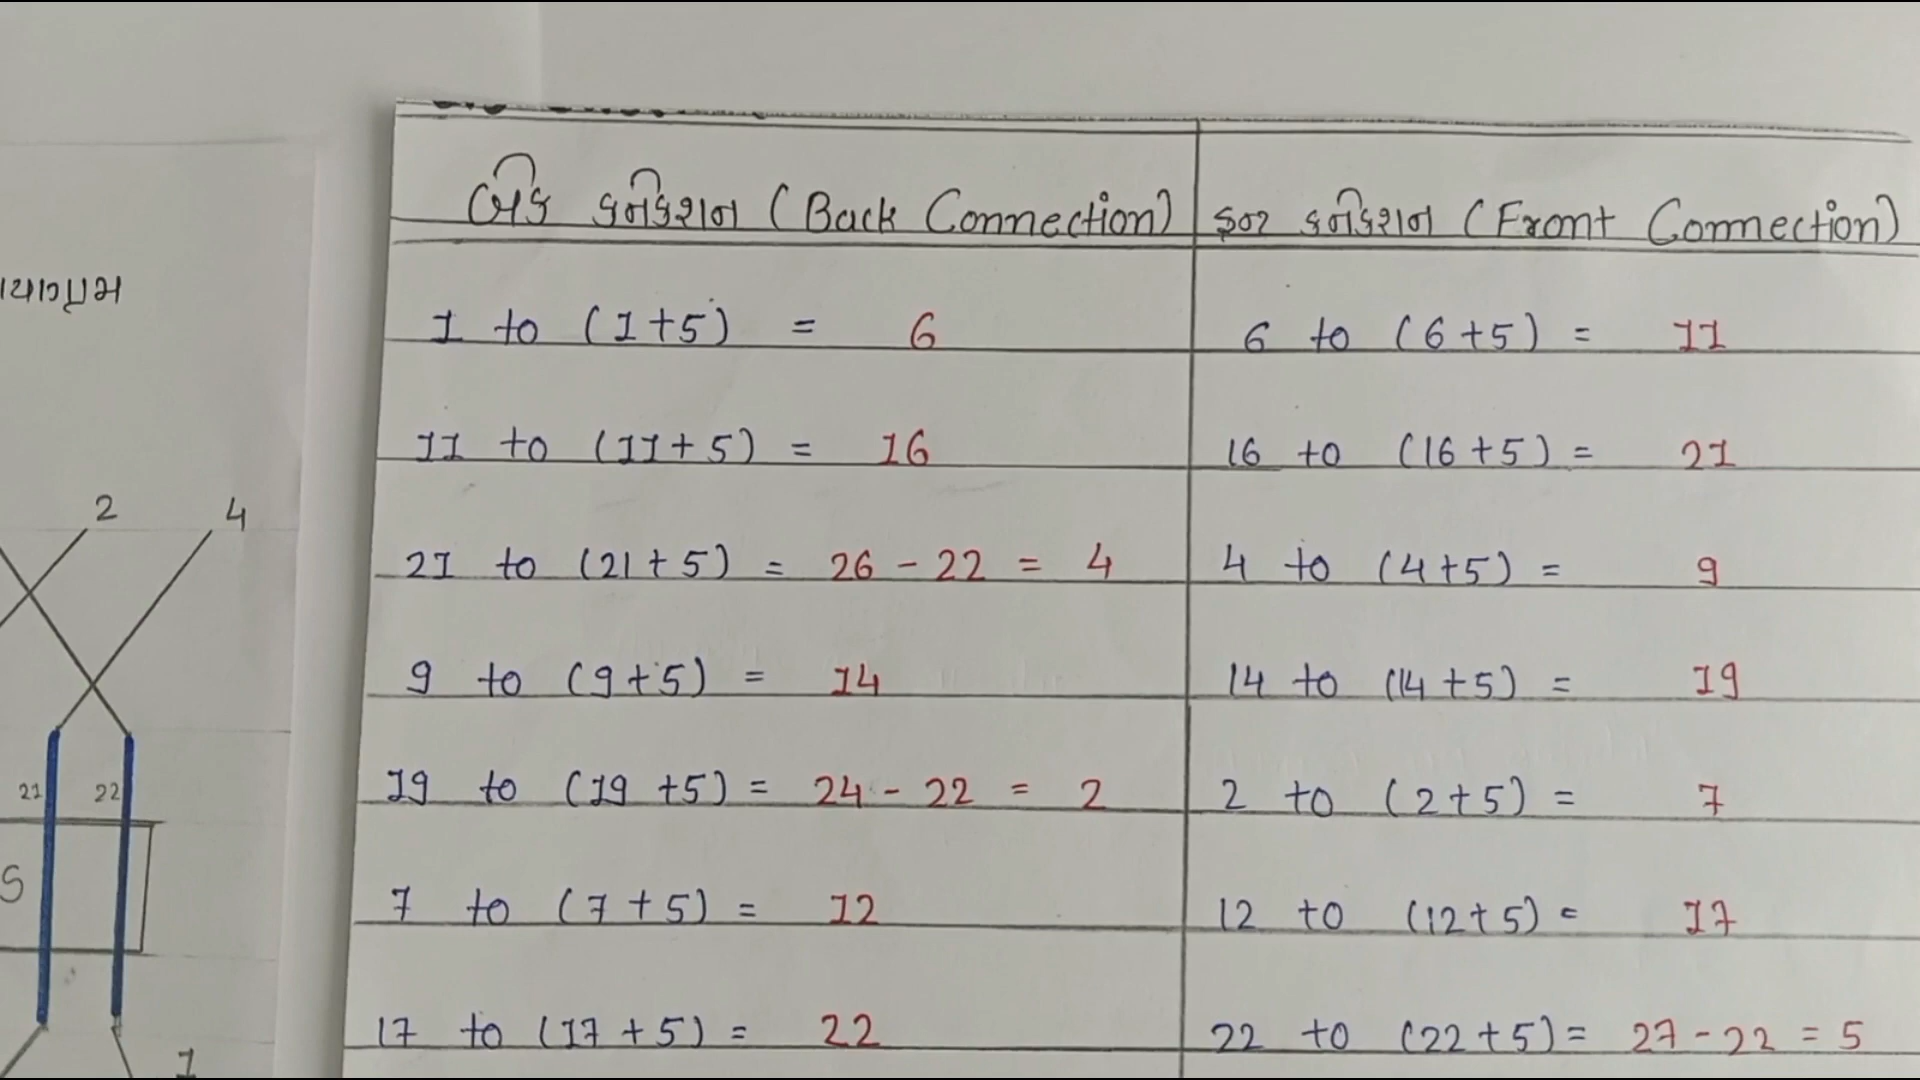 બેક કનેકશન (Back Connection) ફ્રન્ટ કનેકશન (Front Connection)
1 to (1+5) = 6 6 to (6+5) = 11
11 to (11+5) = 16 16 to (16+5) = 21
21 to (21+5) = 26 - 22 = 4 4 to (4+5) = 9
9 to (9+5) = 14 14 to (14+5) = 19
19 to (19+5) = 24 - 22 = 2 2 to (2+5) = 7
7 to (7+5) = 12 12 to (12+5) = 17
17 to (17+5) = 22 22 to (22+5) = 27 - 22 = 5
2 4
21 22
S
1